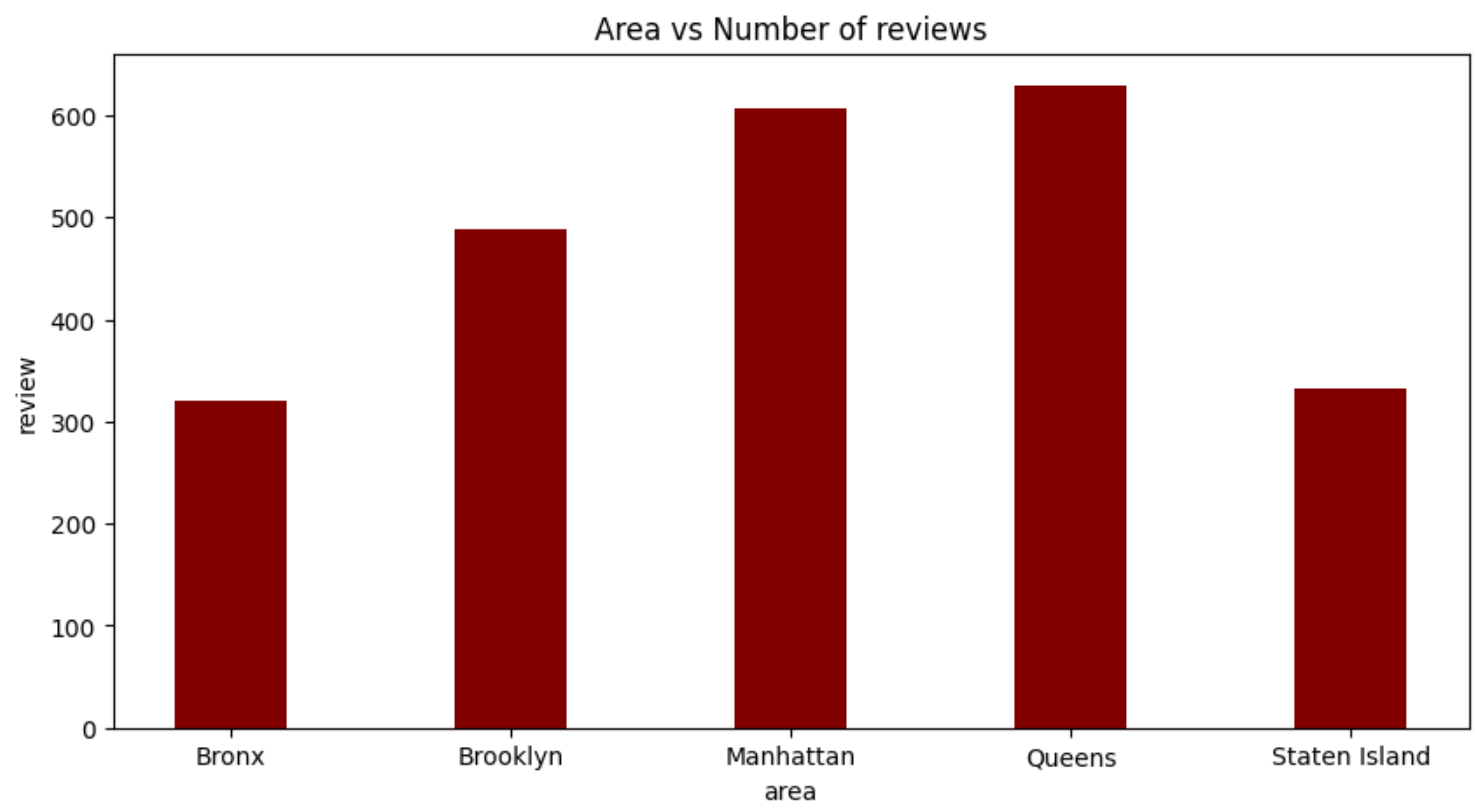 Area vs Number of reviews
600
500
400
300
200
100
0
review
Bronx Brooklyn Manhattan Queens Staten Island
area